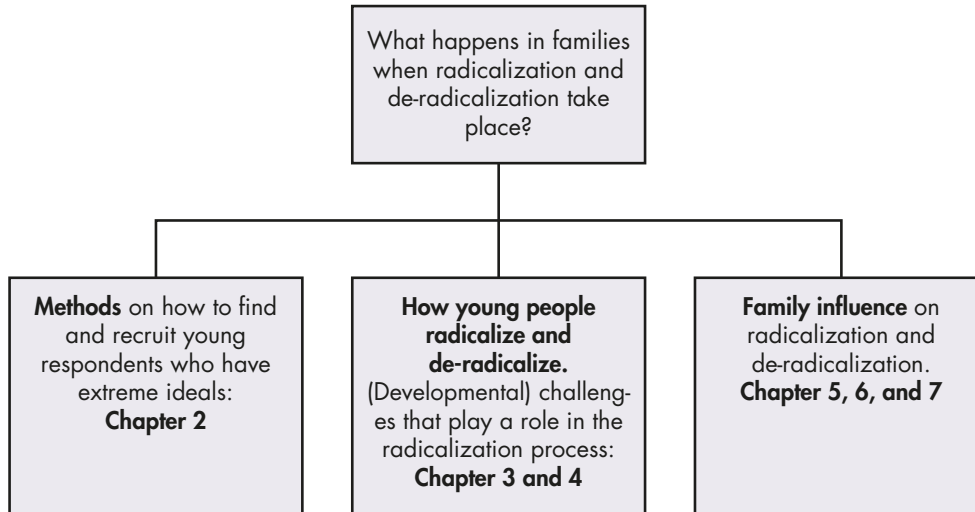 What happens in families
when radicalization and
de-radicalization take
place?
Methods on how to find
and recruit young
respondents who have
extreme ideals:
Chapter 2
How young people
radicalize and
de-radicalize.
(Developmental) challeng-
es that play a role in the
radicalization process:
Chapter 3 and 4
Family influence on
radicalization and
de-radicalization.
Chapter 5, 6, and 7